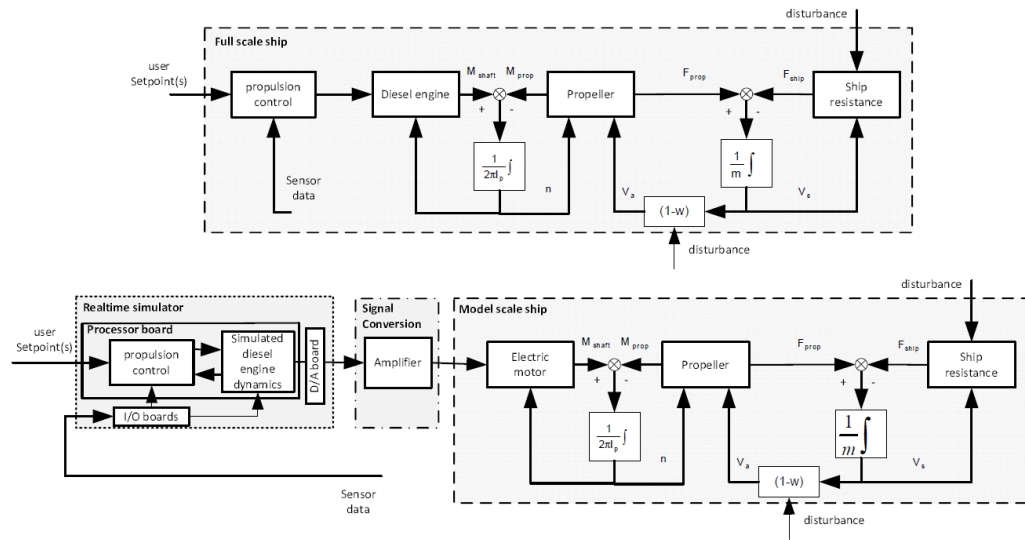 disturbance
Full scale ship
user
Setpoint(s)
propulsion
control
Diesel engine
M shaft
M prop
+
-
Propeller
F prop
F ship
+
-
Ship
resistance
1
2πI p
∫
1
m
∫
Sensor
data
n
V a
(1-w)
V s
disturbance
disturbance
Realtime simulator
Processor board
user
Setpoint(s)
propulsion
control
Simulated
diesel
engine
dynamics
D/A board
I/O boards
Signal
Conversion
Amplifier
Model scale ship
Electric
motor
M shaft
M prop
+
-
Propeller
F prop
F ship
+
-
Ship
resistance
1
2πI p
∫
1
m
∫
n
V a
(1-w)
V s
Sensor
data
disturbance